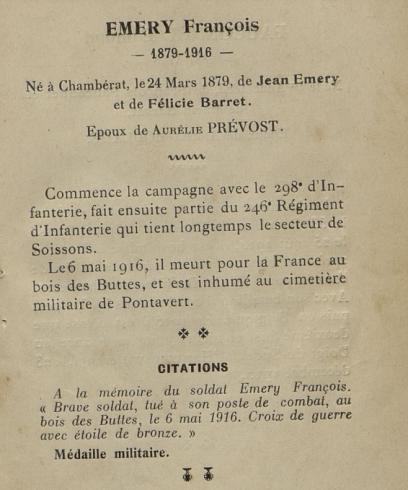 EMERY François
— 1879-1916 —
Né à Chambérat, le 24 Mars 1879, de Jean Emery
et de Félicie Barret.
Epoux de AURÉLIE PRÉVOST.
Commence la campagne avec le 298e d'In-
fanterie, fait ensuite partie du 246e Régiment
d'Infanterie qui tient longtemps le secteur de
Soissons.
Le 6 mai 1916, il meurt pour la France au
bois des Buttes, et est inhumé au cimetière
militaire de Pontavert.
CITATIONS
A la mémoire du soldat Emery François.
« Brave soldat, tué à son poste de combat, au
bois des Buttes, le 6 mai 1916. Croix de guerre
avec étoile de bronze. »
Médaille militaire.